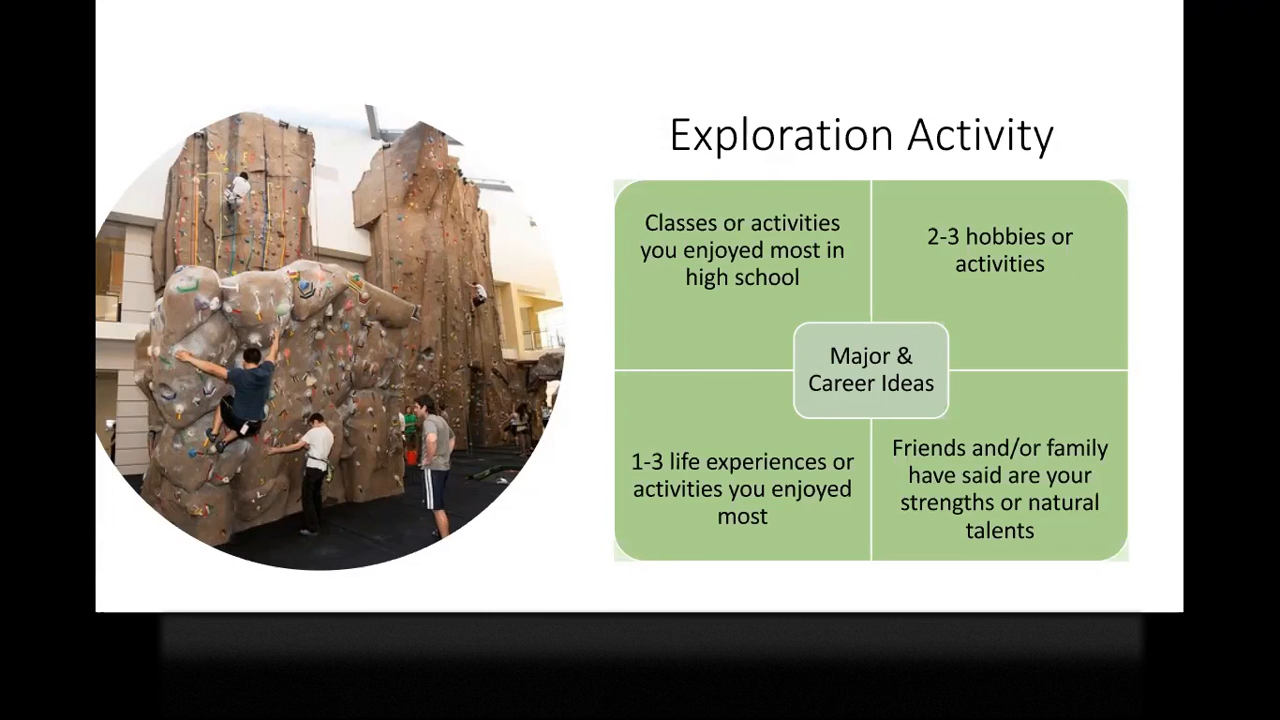 Exploration Activity
Classes or activities
you enjoyed most in
high school
2-3 hobbies or
activities
Major &
Career Ideas
1-3 life experiences or
activities you enjoyed
most
Friends and/or family
have said are your
strengths or natural
talents